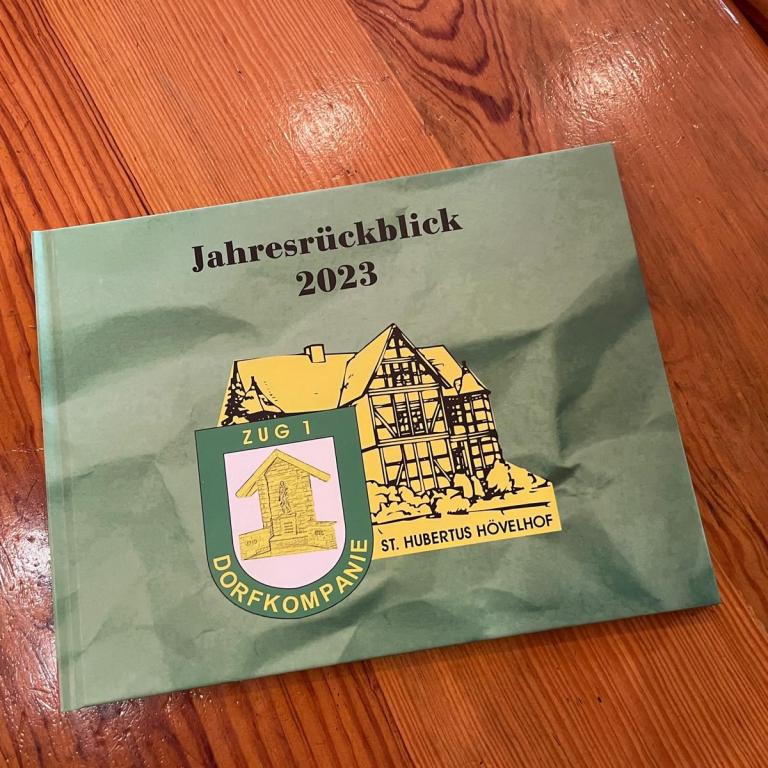 Jahresrückblick
2023
ZUG 1
DORFKOMPANIE
ST. HUBERTUS HÖVELHOF